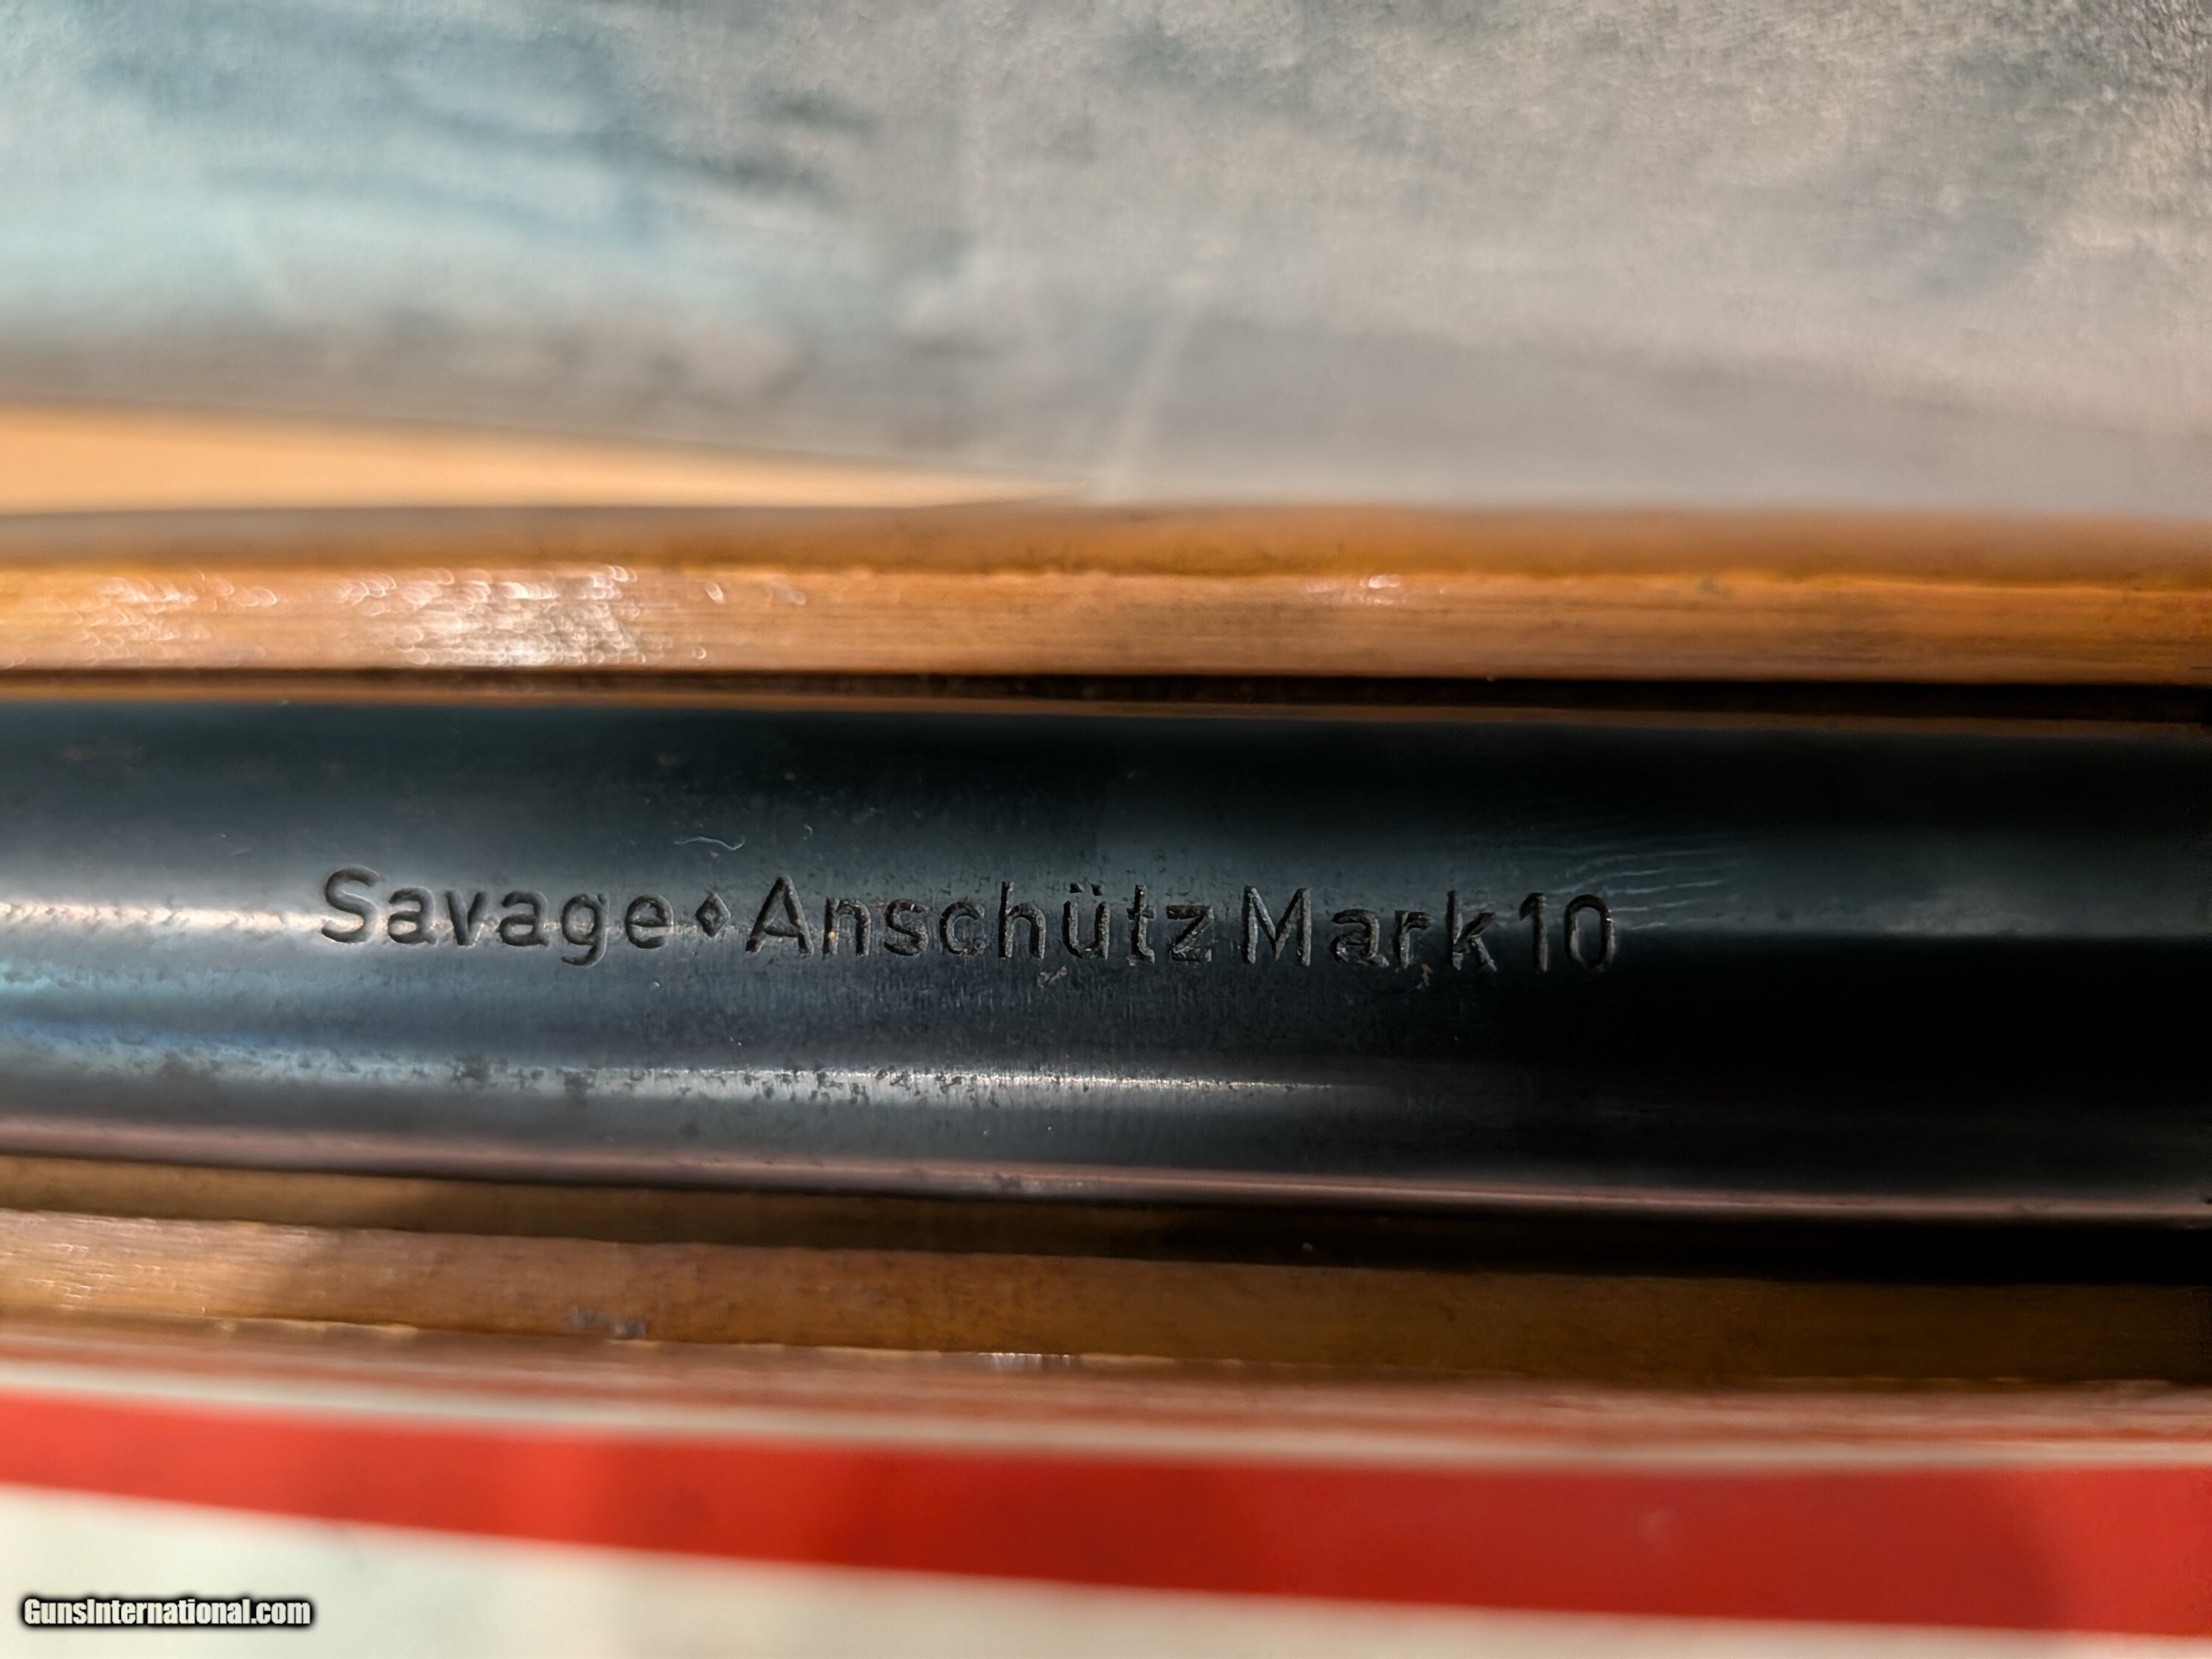 Savage⋄Anschütz Mark 10
GunsInternational.com